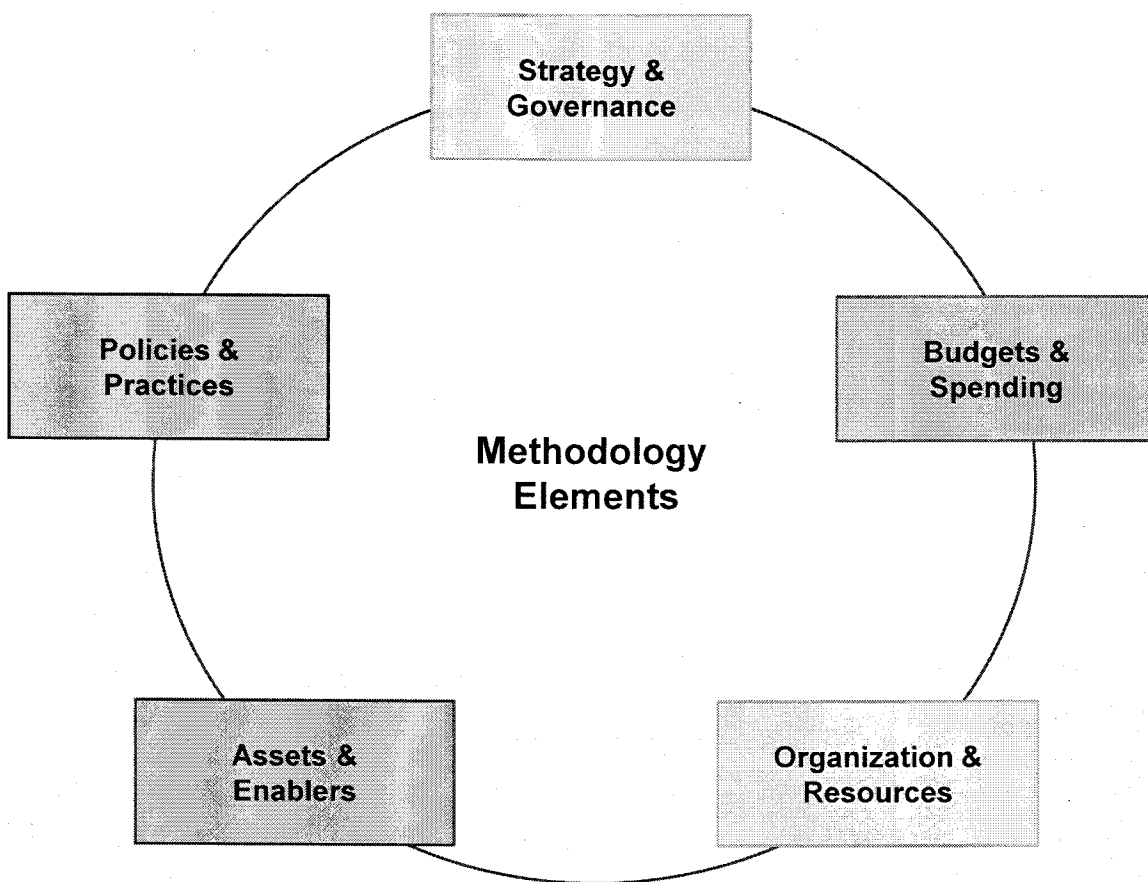 Strategy &
Governance
Policies &
Practices
Budgets &
Spending
Methodology
Elements
Assets &
Enablers
Organization &
Resources